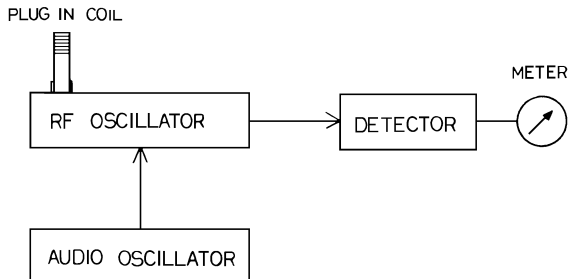 PLUG IN COIL
METER
RF OSCILLATOR
DETECTOR
AUDIO OSCILLATOR